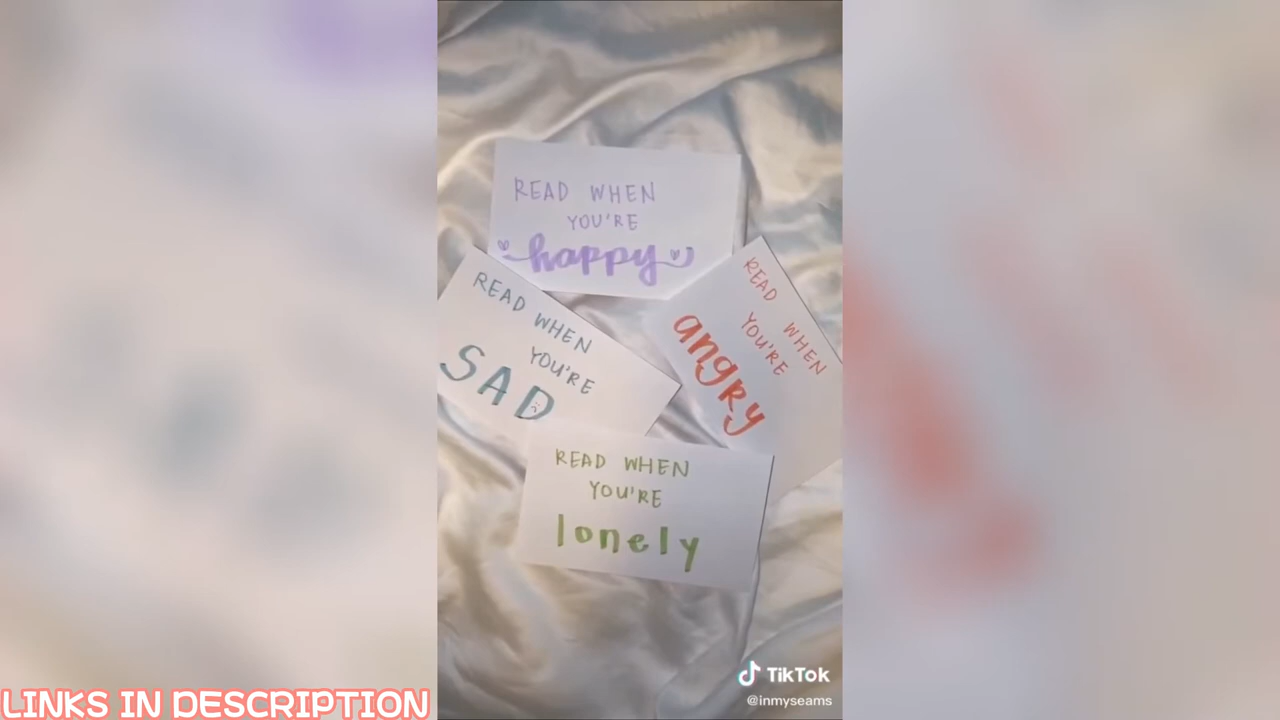 READ WHEN
YOU'RE
happy
READ WHEN
YOU'RE
SAD
READ WHEN
YOU'RE
angry
READ WHEN
YOU'RE
lonely
TikTok
@inmyseams
LINKS IN DESCRIPTION